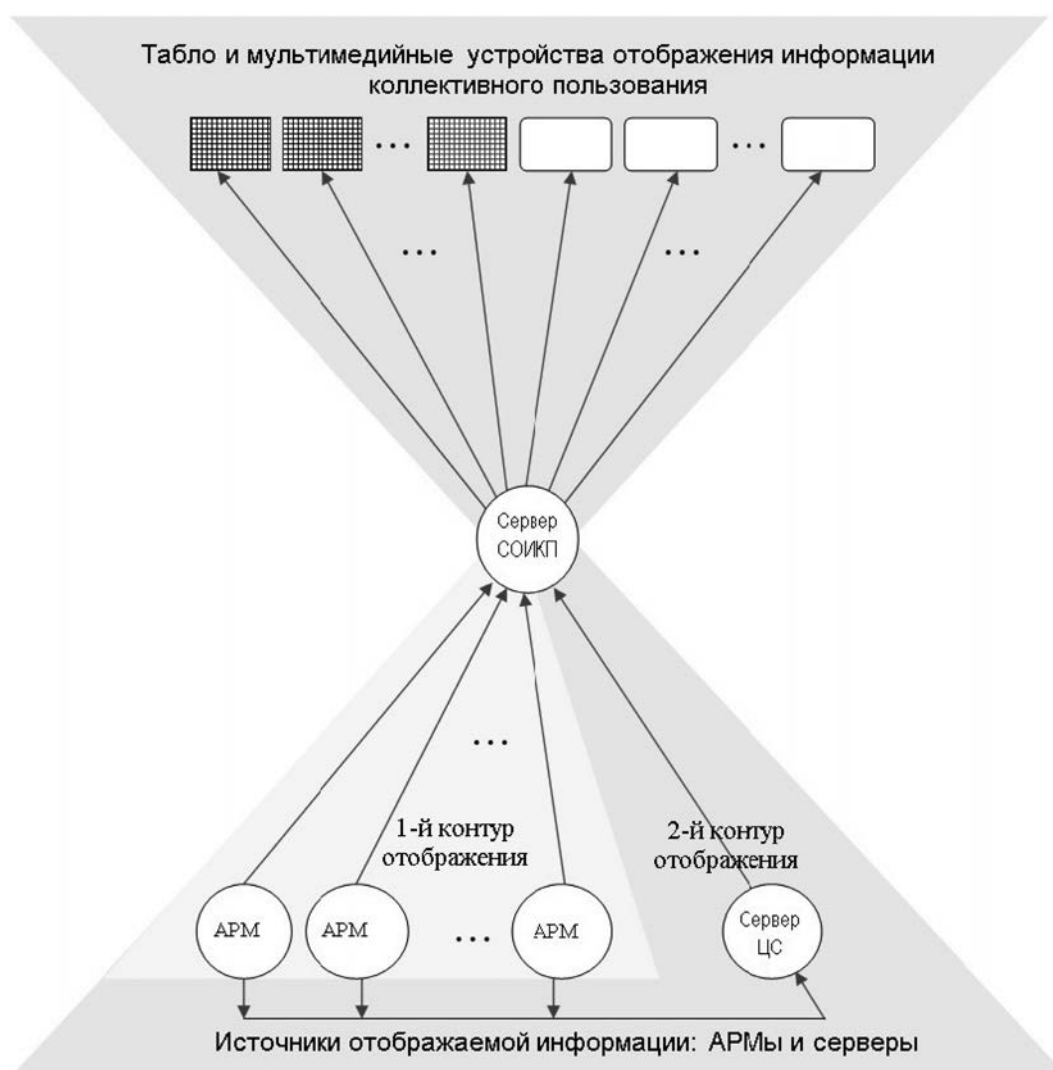 Табло и мультимедийные устройства отображения информации
коллективного пользования
...
... ...
Сервер
СОИКП
...
1-й контур
отображения
2-й контур
отображения
АРМ
АРМ
...
АРМ
Сервер
ЦС
Источники отображаемой информации: АРМы и серверы